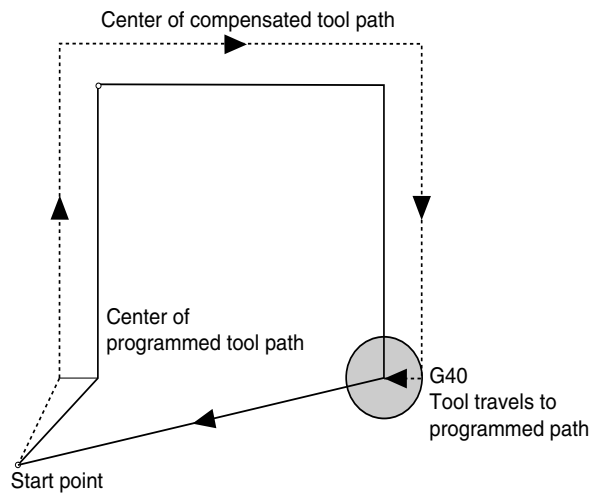 Center of compensated tool path
Center of
programmed tool path
G40
Tool travels to
programmed path
Start point